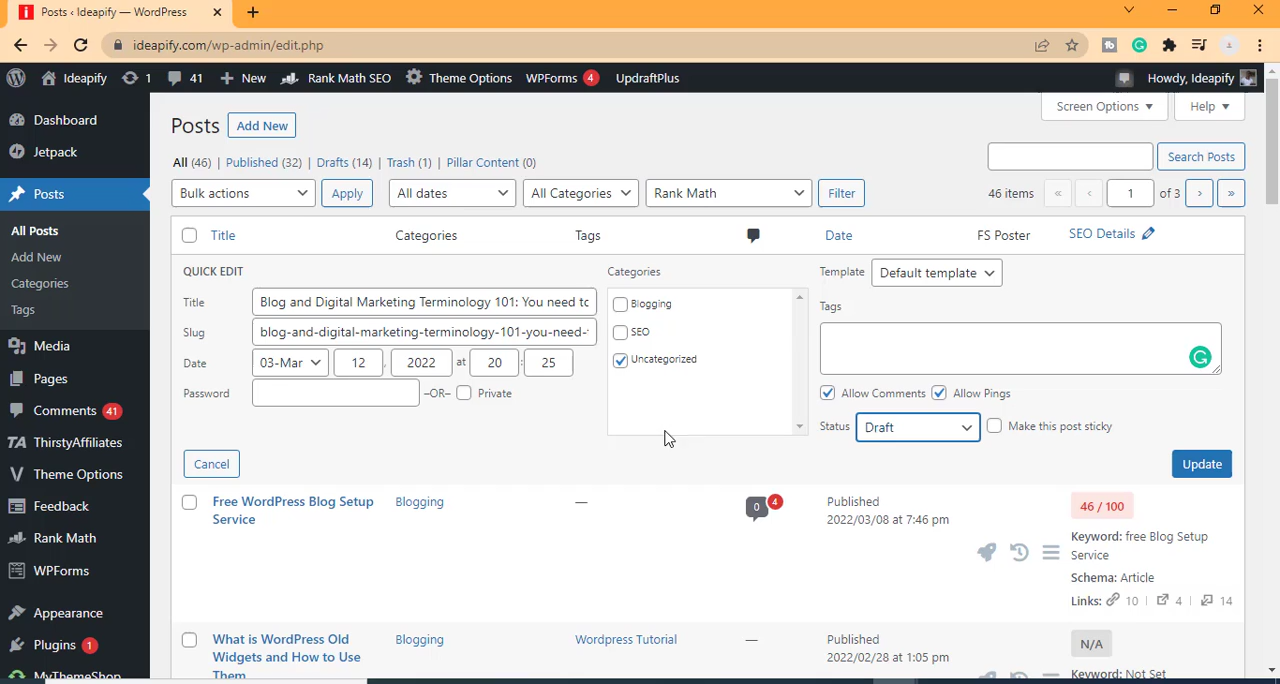 Posts ‹ Ideapify — WordPress
ideapify.com/wp-admin/edit.php
Ideapify 1 41 New Rank Math SEO Theme Options WPForms 4 UpdraftPlus Howdy, Ideapify
Dashboard
Jetpack
Posts
All Posts
Add New
Categories
Tags
Media
Pages
Comments 41
ThirstyAffiliates
Theme Options
Feedback
Rank Math
WPForms
Appearance
Plugins 1
MyThemeShop
Screen Options Help
Posts Add New
All (46) | Published (32) | Drafts (14) | Trash (1) | Pillar Content (0)
Search Posts
Bulk actions Apply All dates All Categories Rank Math Filter 46 items « ‹ 1 of 3 › »
Title Categories Tags Date FS Poster SEO Details
QUICK EDIT
Title Blog and Digital Marketing Terminology 101: You need to
Slug blog-and-digital-marketing-terminology-101-you-need-
Date 03-Mar 12 , 2022 at 20 : 25
Password –OR– Private
Categories
Blogging
SEO
Uncategorized
Template Default template
Tags
Allow Comments Allow Pings
Status Draft Make this post sticky
Cancel Update
Free WordPress Blog Setup
Service
Blogging
—
0 4
Published
2022/03/08 at 7:46 pm
46 / 100
Keyword: free Blog Setup
Service
Schema: Article
Links: 10 | 4 | 14
What is WordPress Old
Widgets and How to Use
Them
Blogging
Wordpress Tutorial
—
Published
2022/02/28 at 1:05 pm
N/A
Keyword: Not Set